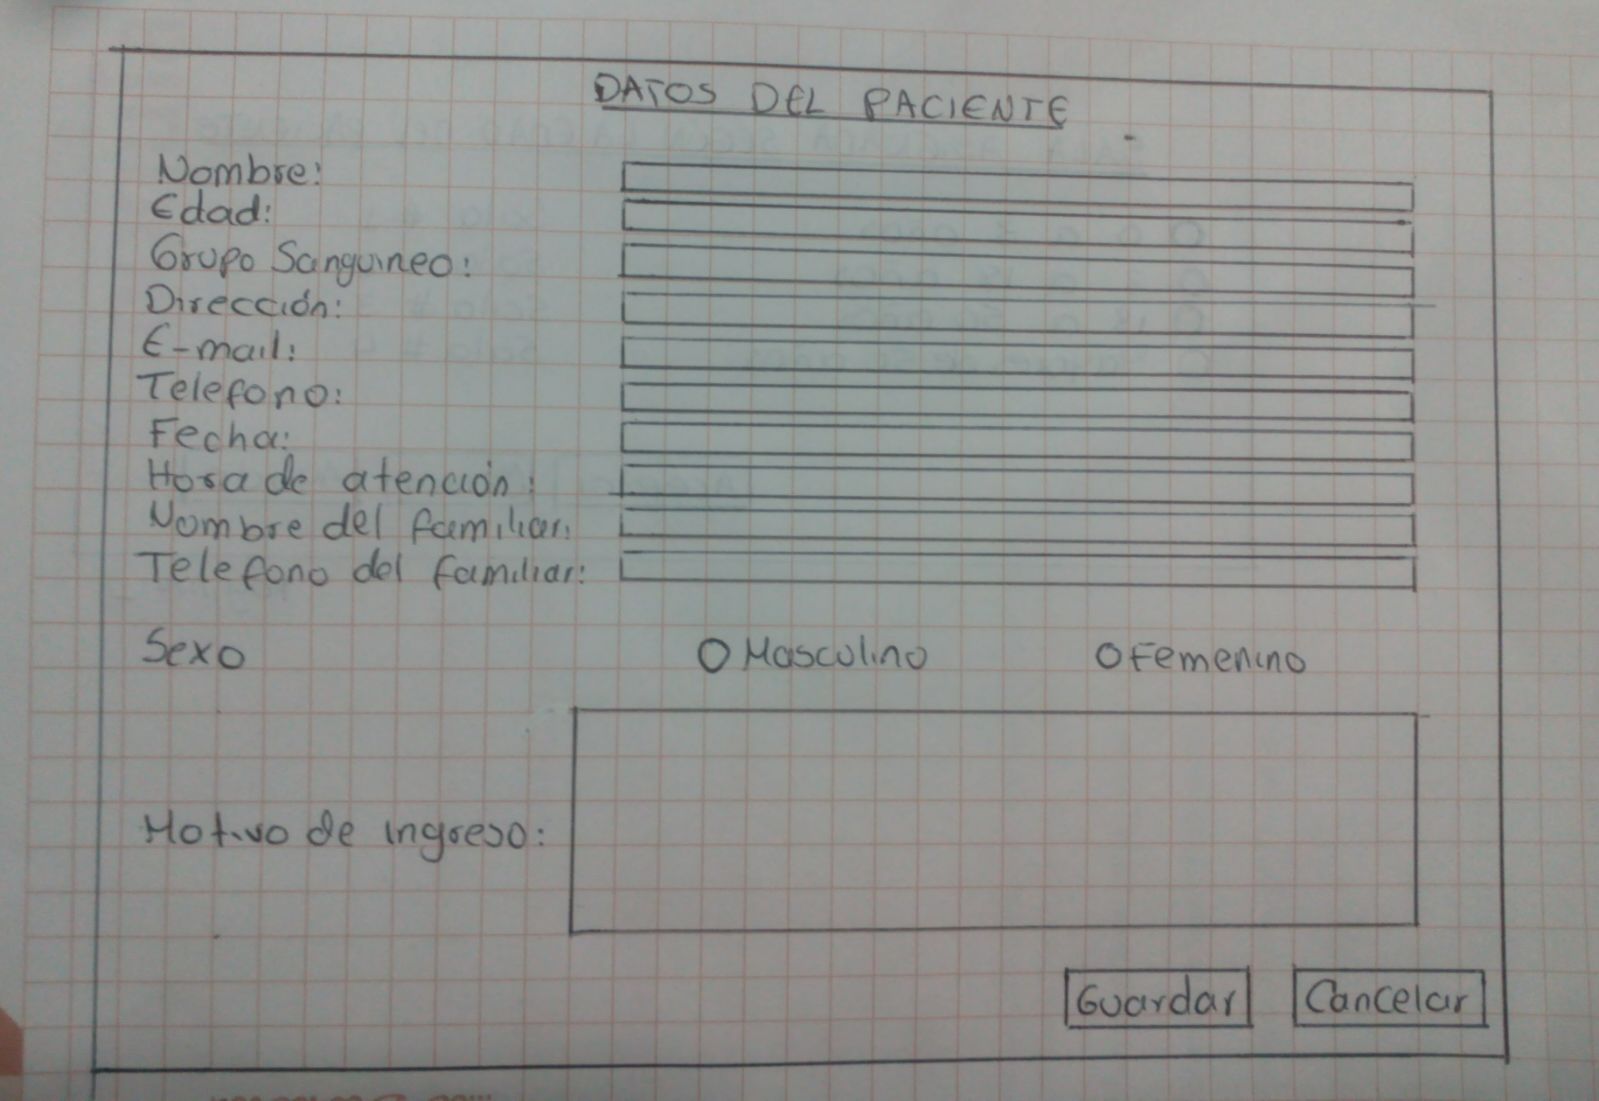 DATOS DEL PACIENTE
Nombre:
Edad:
Grupo Sanguineo:
Dirección:
E-mail:
Telefono:
Fecha:
Hora de atención:
Nombre del familiar:
Telefono del familiar:
Sexo Masculino Femenino
Motivo de ingreso:
Guardar Cancelar